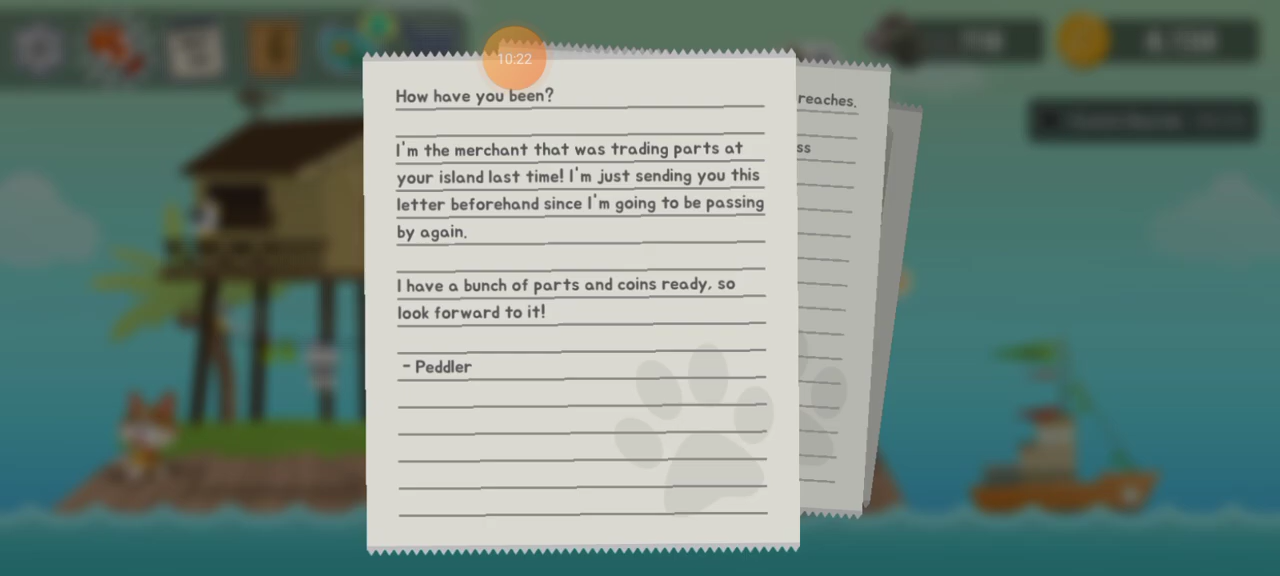 10:22
How have you been?
I'm the merchant that was trading parts at
your island last time! I'm just sending you this
letter beforehand since I'm going to be passing
by again.
I have a bunch of parts and coins ready, so
look forward to it!
- Peddler
reaches.
ss